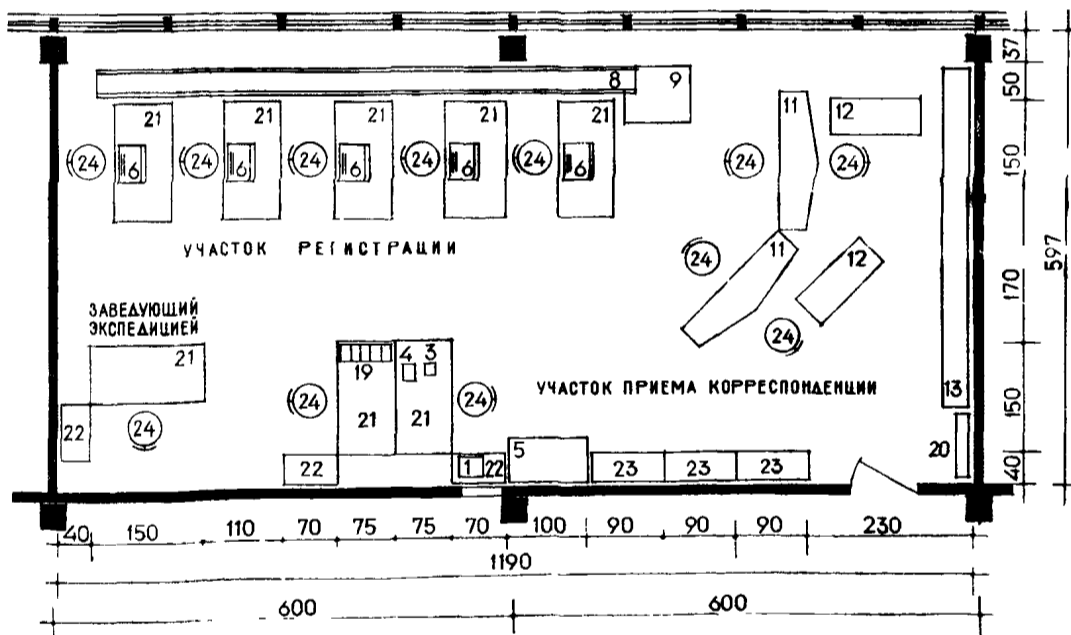 8 9
21 21 21 21 21 11 12
24 6 24 6 24 6 24 6 24 6 24 24
УЧАСТОК РЕГИСТРАЦИИ
11 12
24
24
ЗАВЕДУЮЩИЙ
ЭКСПЕДИЦИЕЙ
21
22
24
4 3
19
24 21 21 24
УЧАСТОК ПРИЕМА КОРРЕСПОНДЕНЦИИ
13
20
22 1 22 5 23 23 23
37
50
150
170
150
40
597
40 150 110 70 75 75 70 100 90 90 90 230
1190
600 600